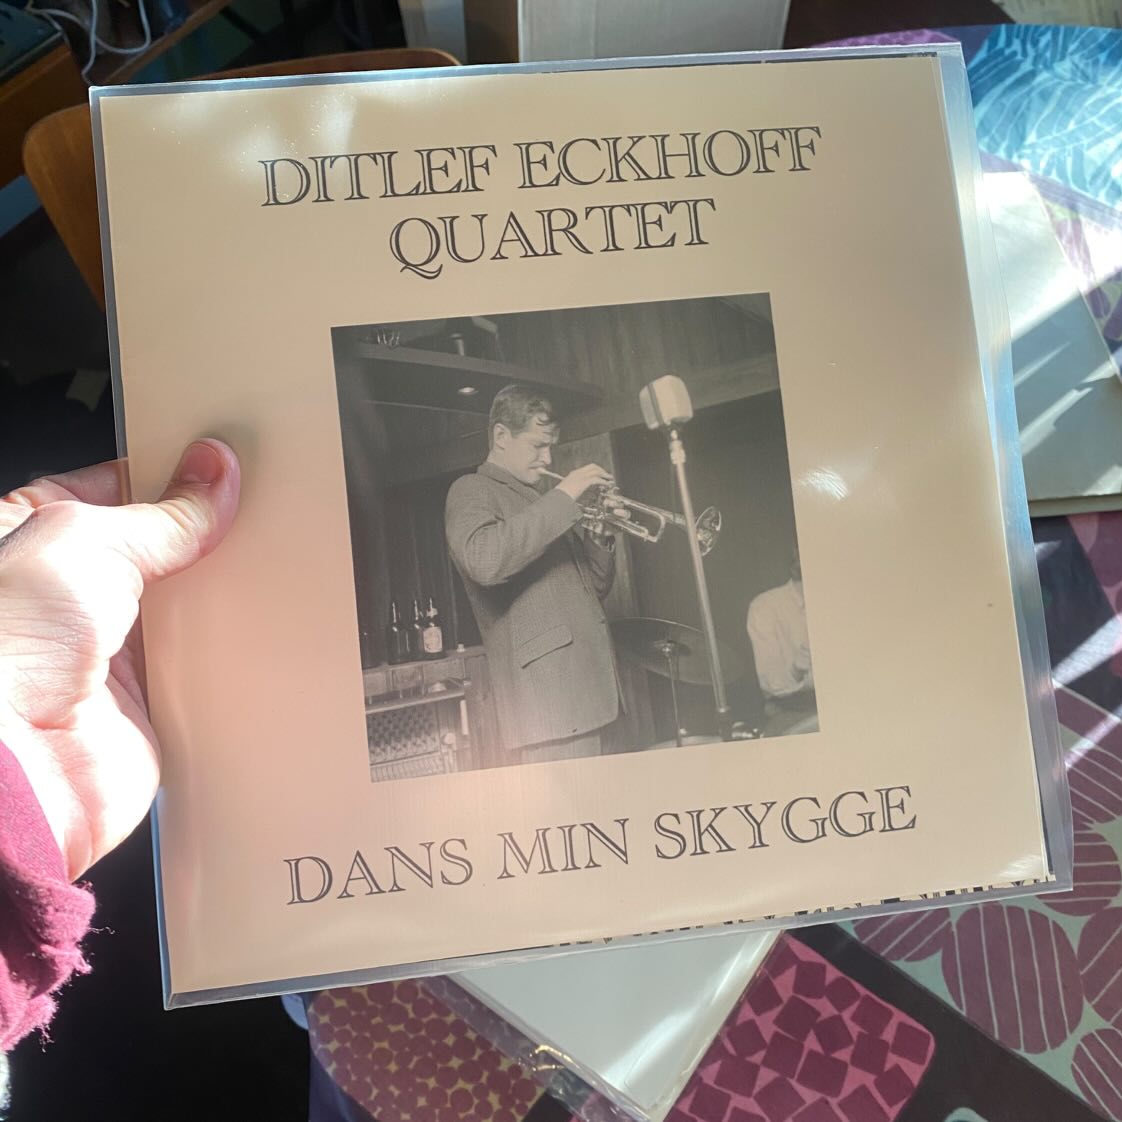 DITLEF ECKHOFF
QUARTET
DANS MIN SKYGGE